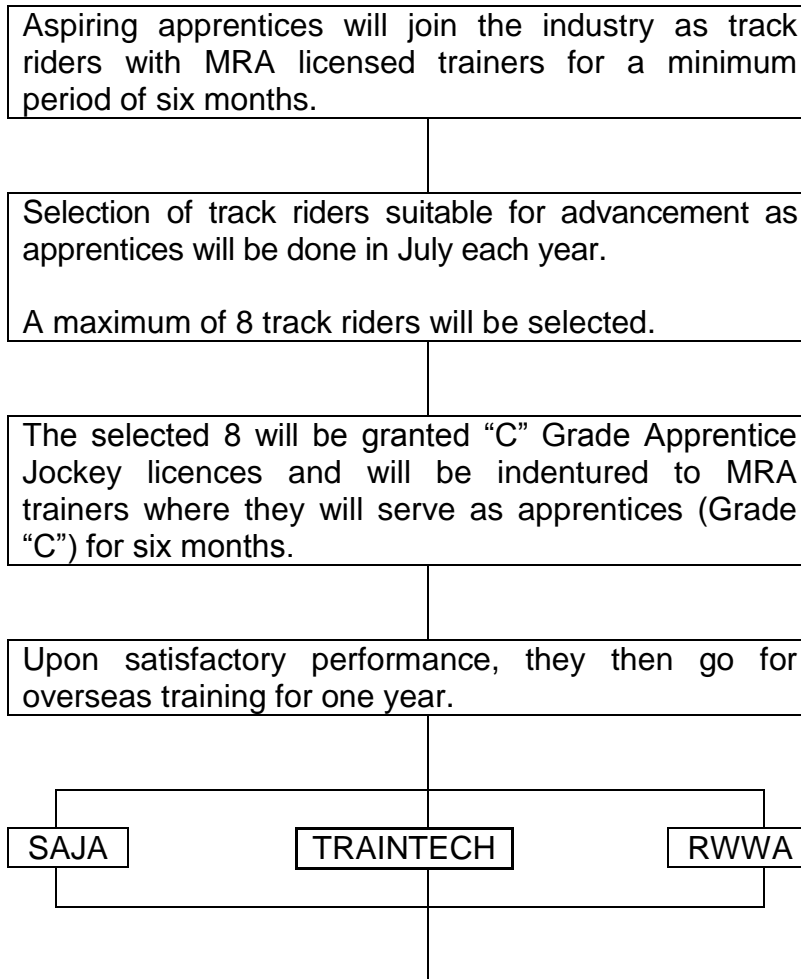 Aspiring apprentices will join the industry as track
riders with MRA licensed trainers for a minimum
period of six months.
Selection of track riders suitable for advancement as
apprentices will be done in July each year.
A maximum of 8 track riders will be selected.
The selected 8 will be granted “C” Grade Apprentice
Jockey licences and will be indentured to MRA
trainers where they will serve as apprentices (Grade
“C”) for six months.
Upon satisfactory performance, they then go for
overseas training for one year.
SAJA
TRAINTECH
RWWA